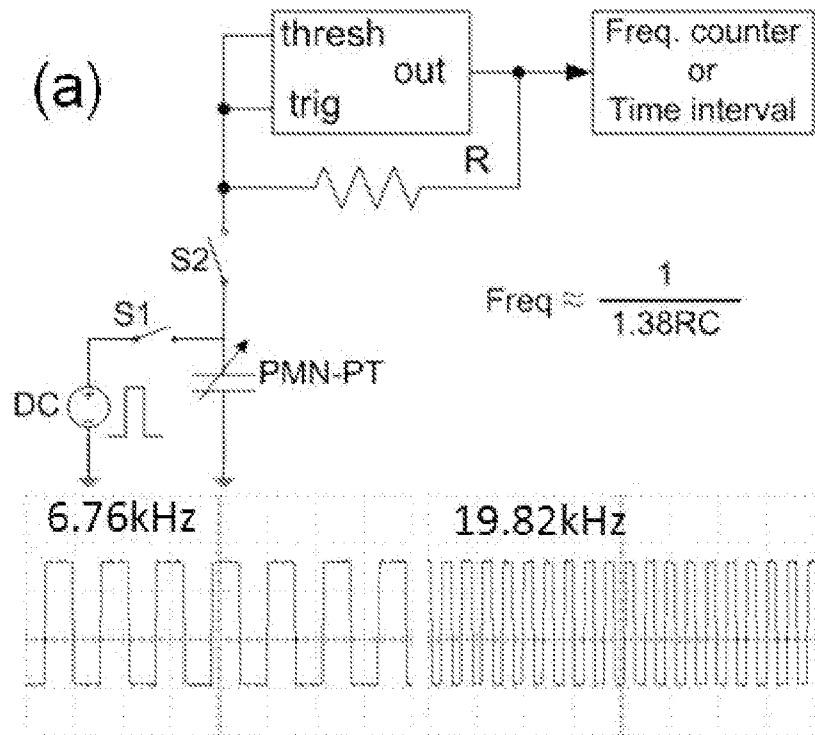 (a)
thresh
trig
out
Freq. counter
or
Time interval
R
S2
S1
Freq ≈ 1
1.38RC
PMN-PT
DC
6.76kHz
19.82kHz